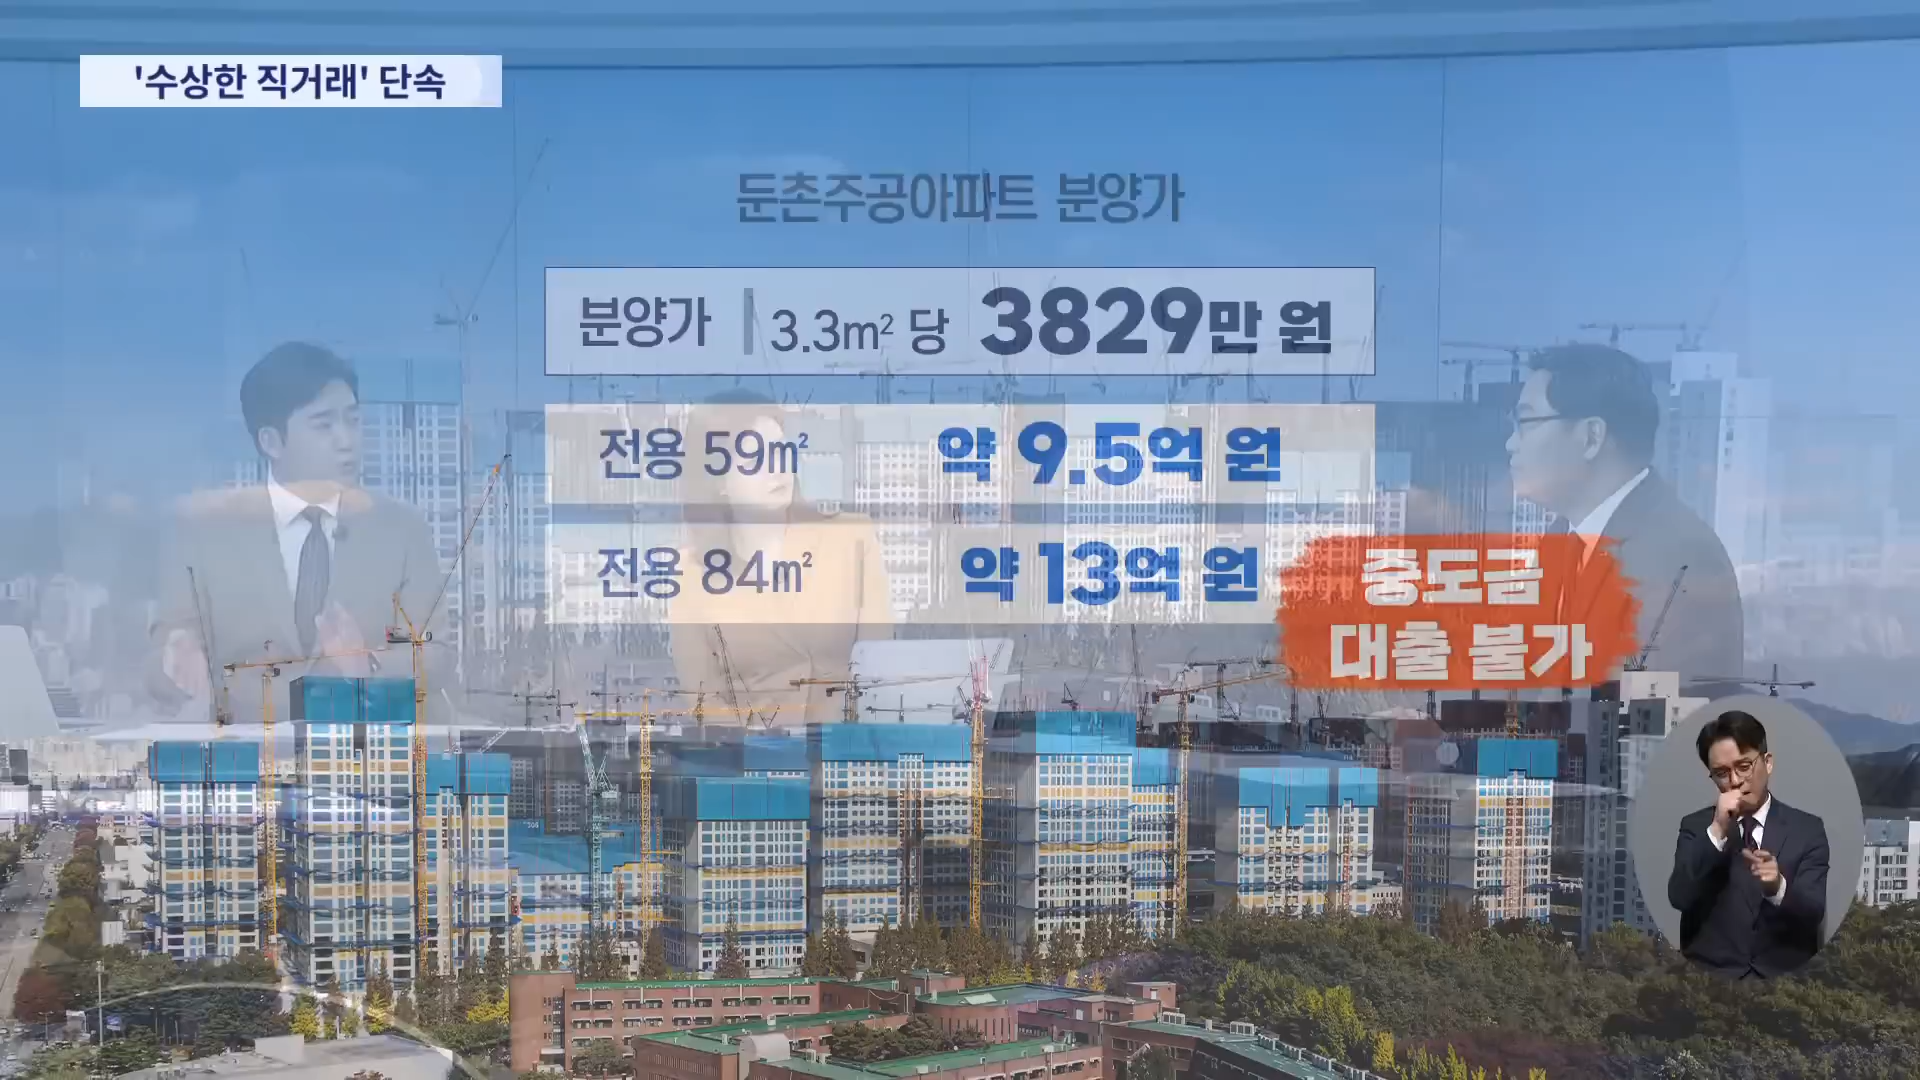 '수상한 직거래' 단속
둔촌주공아파트 분양가
분양가 3.3m² 당 3829만 원
전용 59㎡ 약 9.5억 원
전용 84㎡ 약 13억 원
중도금
대출 불가